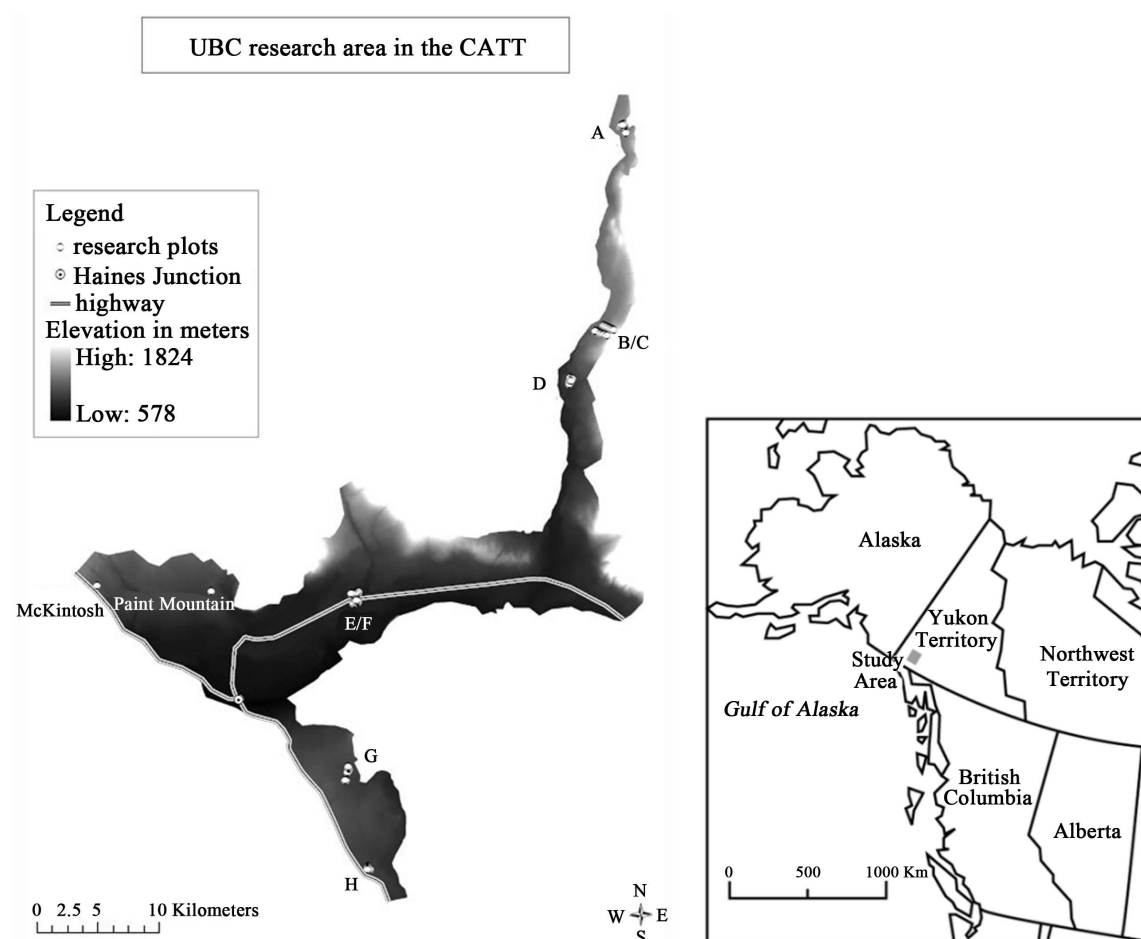 UBC research area in the CATT
A
Legend
research plots
Haines Junction
highway
Elevation in meters
High: 1824
Low: 578
B/C
D
McKintosh
Paint Mountain
E/F
G
H
0 2.5 5 10 Kilometers
N
W E
S
Alaska
Yukon
Territory
Northwest
Territory
Study
Area
Gulf of Alaska
British
Columbia
Alberta
0 500 1000 Km